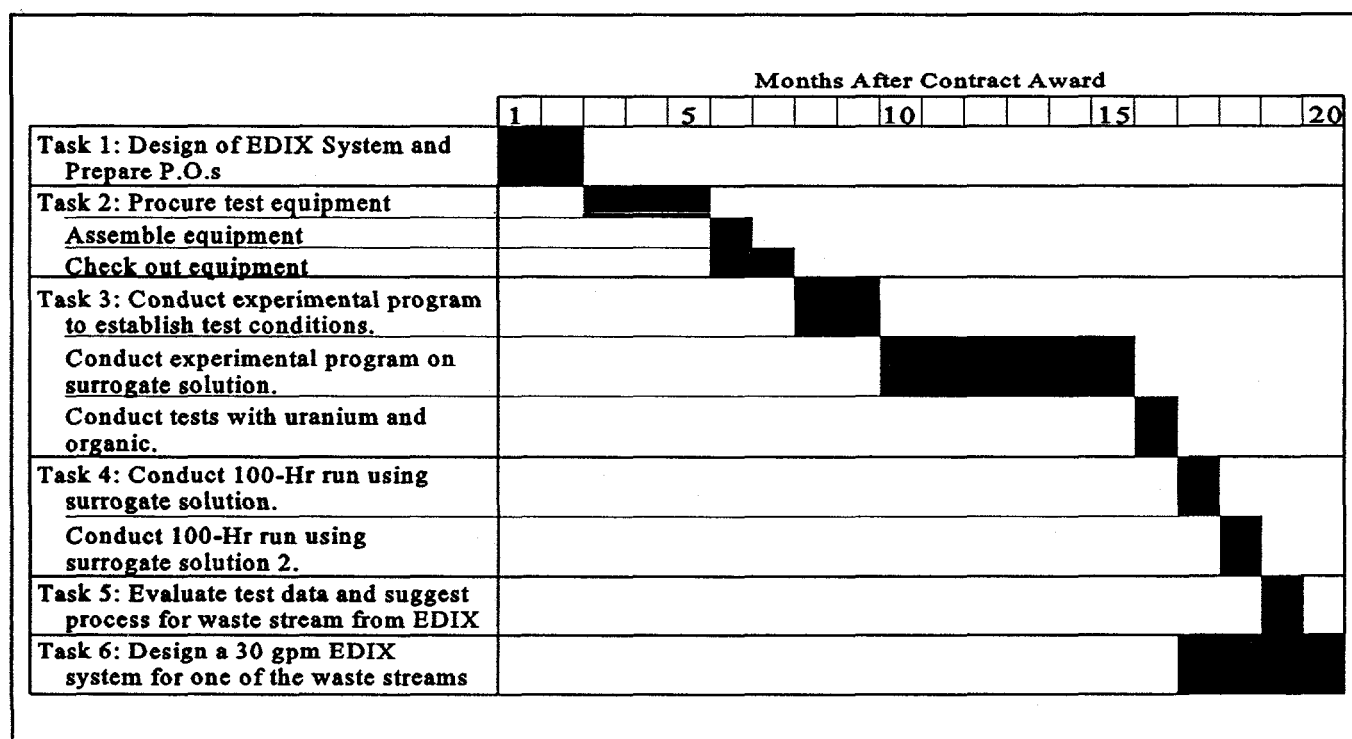 Months After Contract Award
1 5 10 15 20
Task 1: Design of EDIX System and
Prepare P.O.s
Task 2: Procure test equipment
Assemble equipment
Check out equipment
Task 3: Conduct experimental program
to establish test conditions.
Conduct experimental program on
surrogate solution.
Conduct tests with uranium and
organic.
Task 4: Conduct 100-Hr run using
surrogate solution.
Conduct 100-Hr run using
surrogate solution 2.
Task 5: Evaluate test data and suggest
process for waste stream from EDIX
Task 6: Design a 30 gpm EDIX
system for one of the waste streams